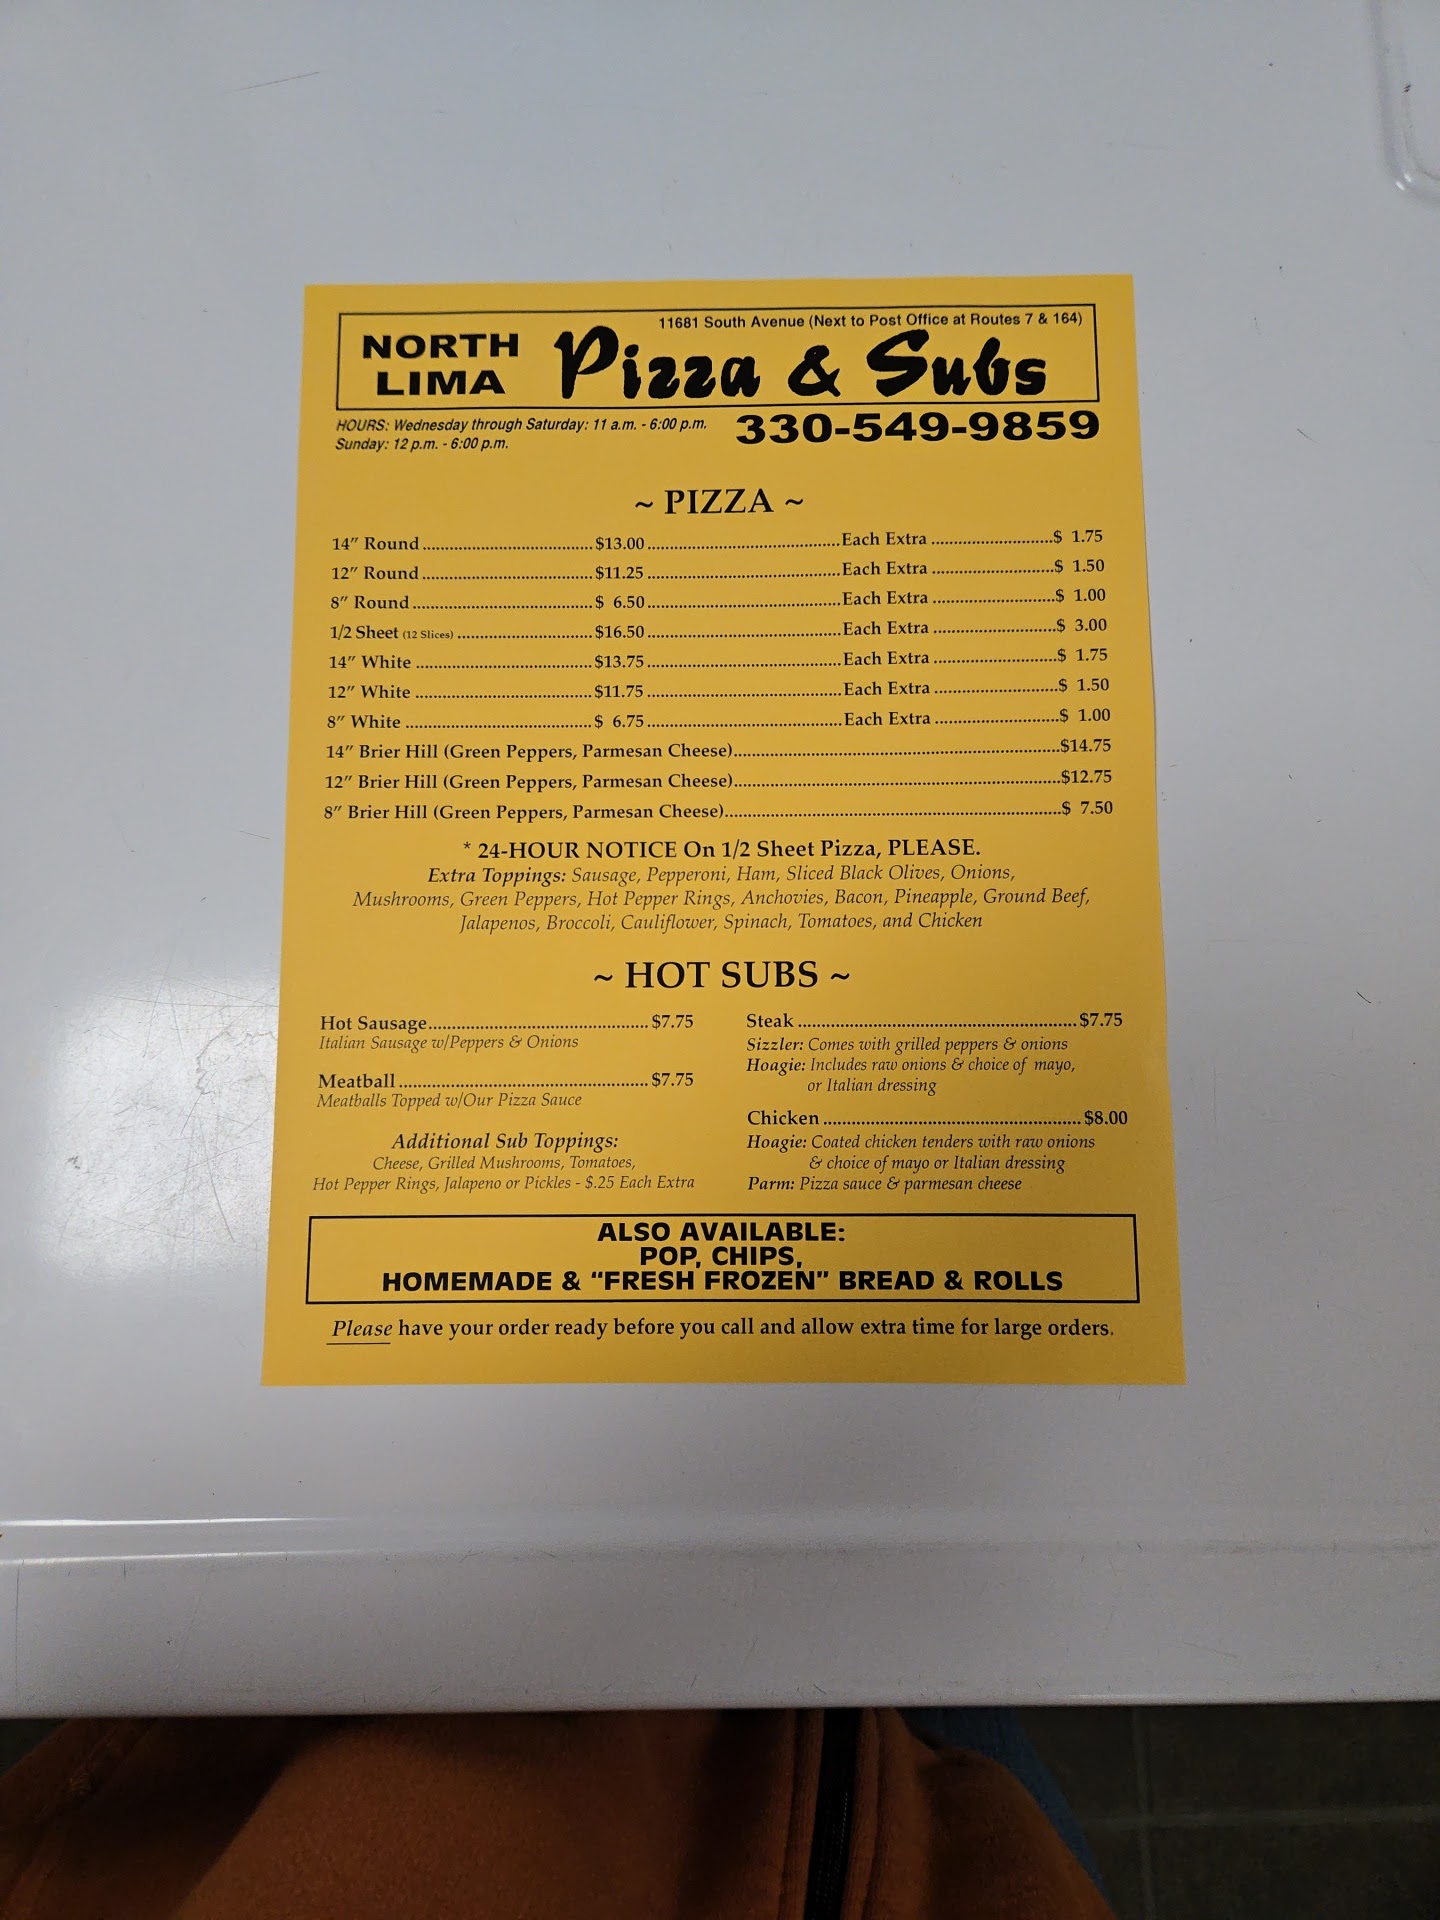 11681 South Avenue (Next to Post Office at Routes 7 & 164)
NORTH LIMA Pizza & Subs
HOURS: Wednesday through Saturday: 11 a.m. - 6:00 p.m.
Sunday: 12 p.m. - 6:00 p.m.
330-549-9859
~ PIZZA ~
14" Round $13.00 Each Extra $ 1.75
12" Round $11.25 Each Extra $ 1.50
8" Round $ 6.50 Each Extra $ 1.00
1/2 Sheet (12 Slices) $16.50 Each Extra $ 3.00
14" White $13.75 Each Extra $ 1.75
12" White $11.75 Each Extra $ 1.50
8" White $ 6.75 Each Extra $ 1.00
14" Brier Hill (Green Peppers, Parmesan Cheese) $14.75
12" Brier Hill (Green Peppers, Parmesan Cheese) $12.75
8" Brier Hill (Green Peppers, Parmesan Cheese) $ 7.50
* 24-HOUR NOTICE On 1/2 Sheet Pizza, PLEASE.
Extra Toppings: Sausage, Pepperoni, Ham, Sliced Black Olives, Onions,
Mushrooms, Green Peppers, Hot Pepper Rings, Anchovies, Bacon, Pineapple, Ground Beef,
Jalapenos, Broccoli, Cauliflower, Spinach, Tomatoes, and Chicken
~ HOT SUBS ~
Hot Sausage $7.75
Italian Sausage w/Peppers & Onions
Meatball $7.75
Meatballs Topped w/Our Pizza Sauce
Additional Sub Toppings:
Cheese, Grilled Mushrooms, Tomatoes,
Hot Pepper Rings, Jalapeno or Pickles - $.25 Each Extra
Steak $7.75
Sizzler: Comes with grilled peppers & onions
Hoagie: Includes raw onions & choice of mayo,
or Italian dressing
Chicken $8.00
Hoagie: Coated chicken tenders with raw onions
& choice of mayo or Italian dressing
Parm: Pizza sauce & parmesan cheese
ALSO AVAILABLE:
POP, CHIPS,
HOMEMADE & "FRESH FROZEN" BREAD & ROLLS
Please have your order ready before you call and allow extra time for large orders.